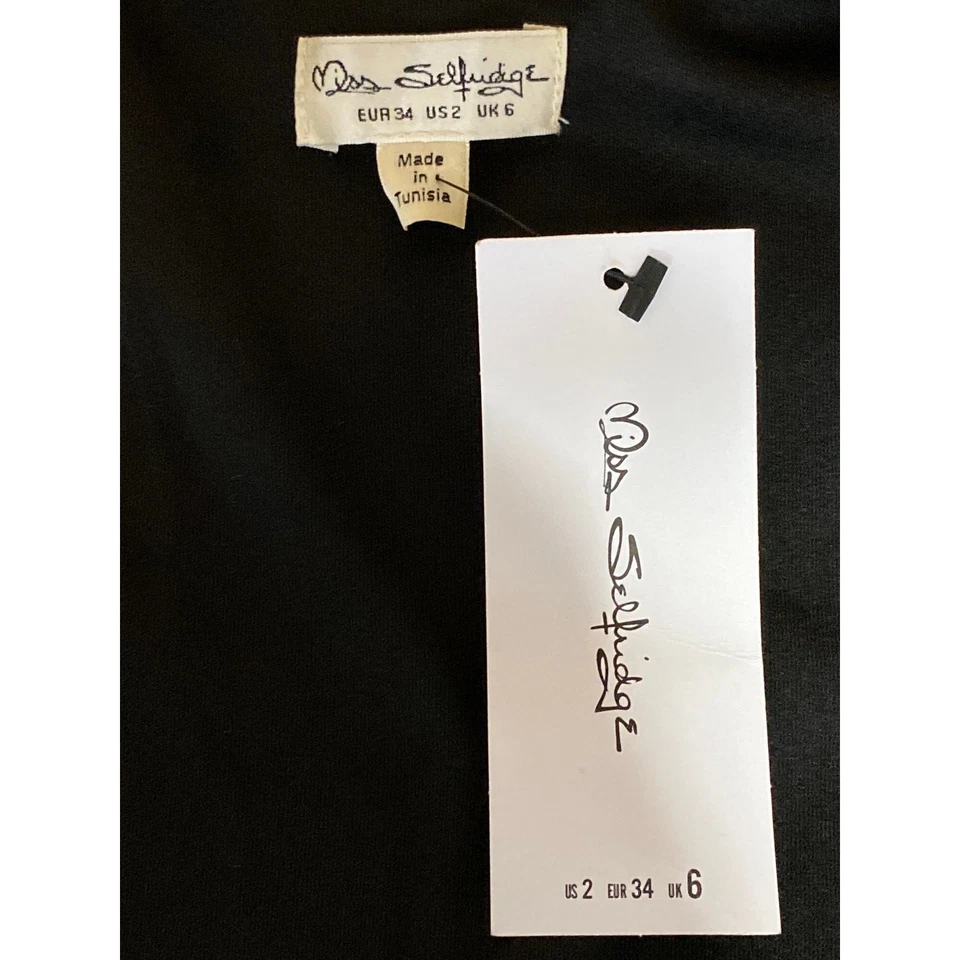 Miss Selfridge
EUR 34 US 2 UK 6
Made
in
Tunisia
Miss Selfridge
US 2 EUR 34 UK 6